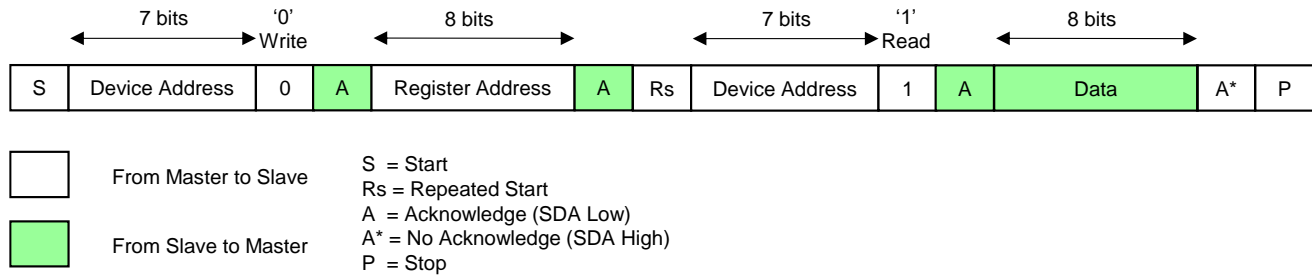 7 bits ‘0’ 8 bits 7 bits ‘1’ 8 bits
Write Read
S Device Address 0 A Register Address A Rs Device Address 1 A Data A* P
From Master to Slave
From Slave to Master
S = Start
Rs = Repeated Start
A = Acknowledge (SDA Low)
A* = No Acknowledge (SDA High)
P = Stop